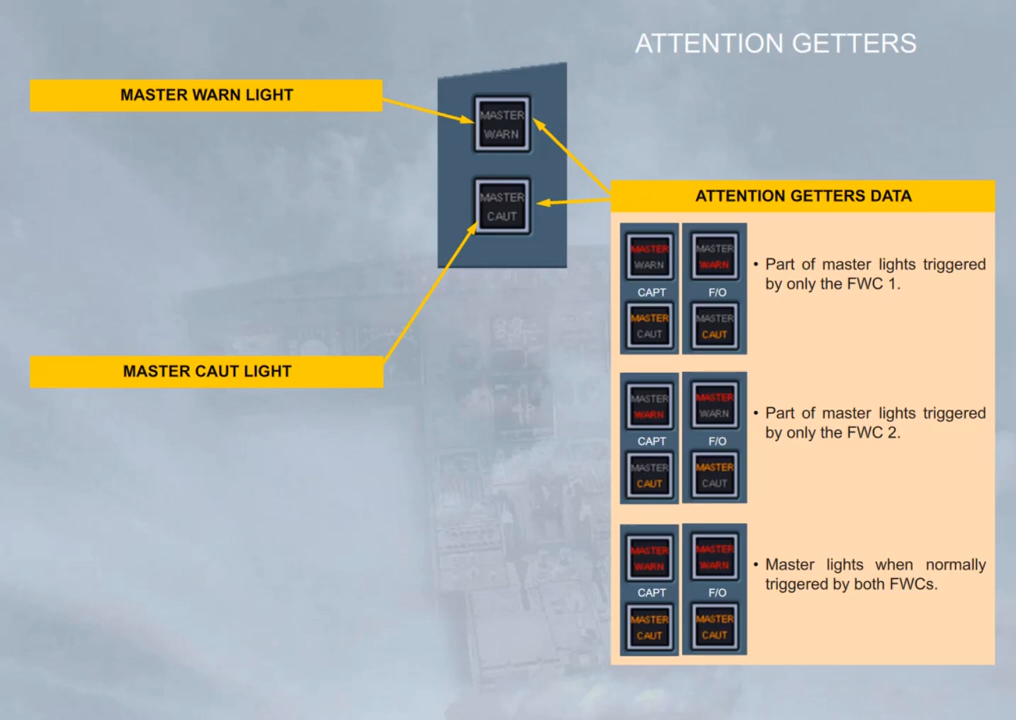 ATTENTION GETTERS
MASTER WARN LIGHT
MASTER
WARN
MASTER
CAUT
MASTER CAUT LIGHT
ATTENTION GETTERS DATA
MASTER
WARN
MASTER
WARN
CAPT
F/O
MASTER
CAUT
MASTER
CAUT
• Part of master lights triggered
by only the FWC 1.
MASTER
WARN
MASTER
WARN
CAPT
F/O
MASTER
CAUT
MASTER
CAUT
• Part of master lights triggered
by only the FWC 2.
MASTER
WARN
MASTER
WARN
CAPT
F/O
MASTER
CAUT
MASTER
CAUT
• Master lights when normally
triggered by both FWCs.